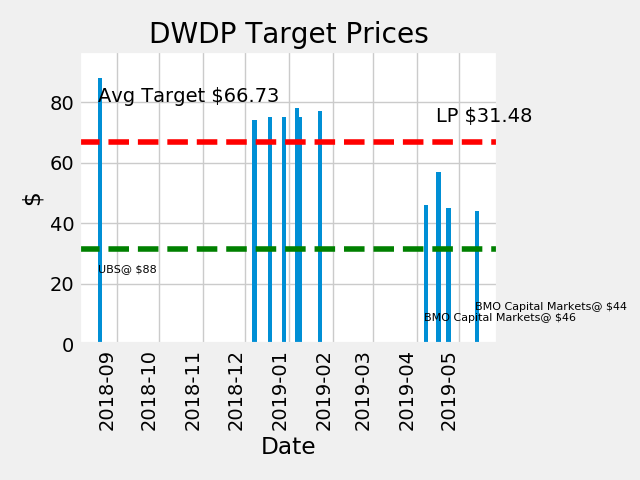 DWDP Target Prices
Avg Target $66.73
LP $31.48
UBS@ $88
BMO Capital Markets@ $44
BMO Capital Markets@ $46
$
80
60
40
20
0
2018-09
2018-10
2018-11
2018-12
2019-01
2019-02
2019-03
2019-04
2019-05
Date